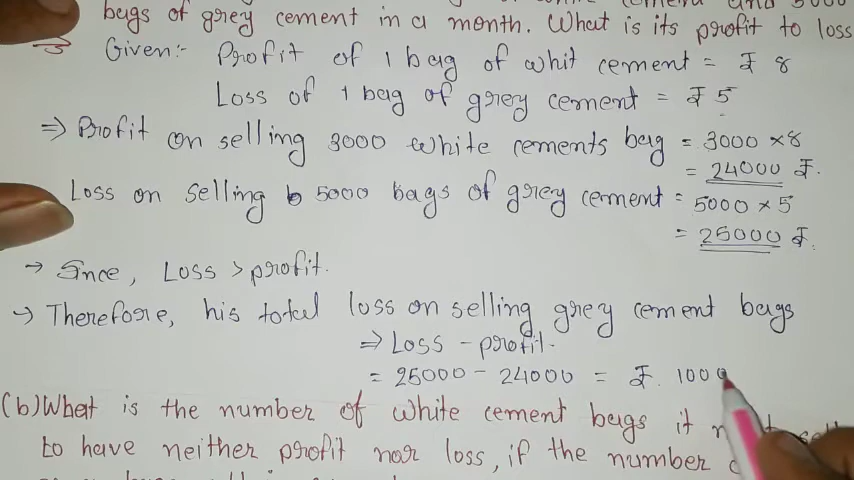 bags of grey cement in a month. What is its profit to loss
Given:- Profit of 1 bag of whit cement = ₹ 8
Loss of 1 bag of grey cement = ₹ 5
⇒ Profit on selling 3000 white cements bag = 3000 × 8
= 24000 ₹.
Loss on selling 5000 bags of grey cement = 5000 × 5
= 25000 ₹.
→ Since, Loss > profit.
→ Therefore, his total loss on selling grey cement bags
⇒ Loss - profit.
= 25000 - 24000 = ₹. 1000
(b) What is the number of white cement bags it
to have neither profit nor loss, if the number